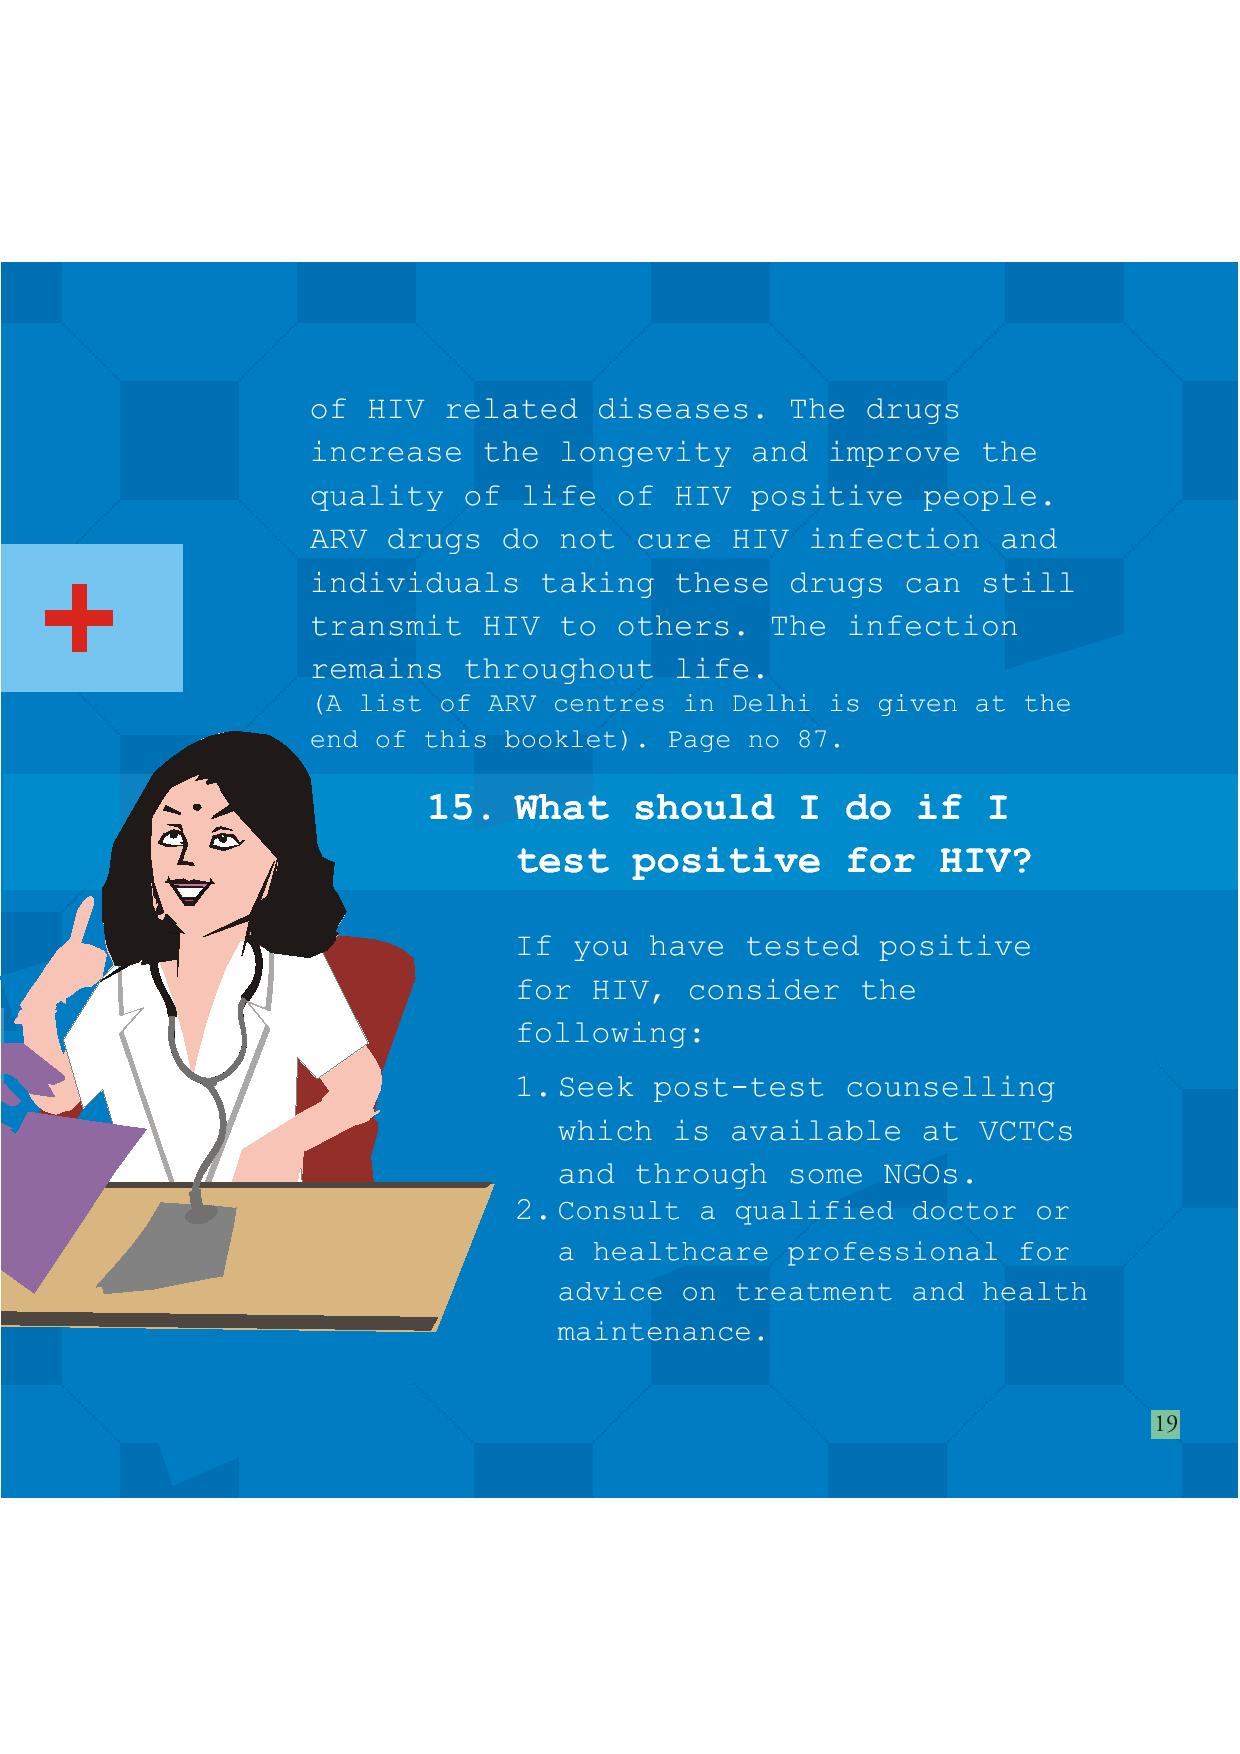 of HIV related diseases. The drugs
increase the longevity and improve the
quality of life of HIV positive people.
ARV drugs do not cure HIV infection and
individuals taking these drugs can still
transmit HIV to others. The infection
remains throughout life.
(A list of ARV centres in Delhi is given at the
end of this booklet). Page no 87.
15. What should I do if I
test positive for HIV?
If you have tested positive
for HIV, consider the
following:
1. Seek post-test counselling
which is available at VCTCs
and through some NGOs.
2. Consult a qualified doctor or
a healthcare professional for
advice on treatment and health
maintenance.
19